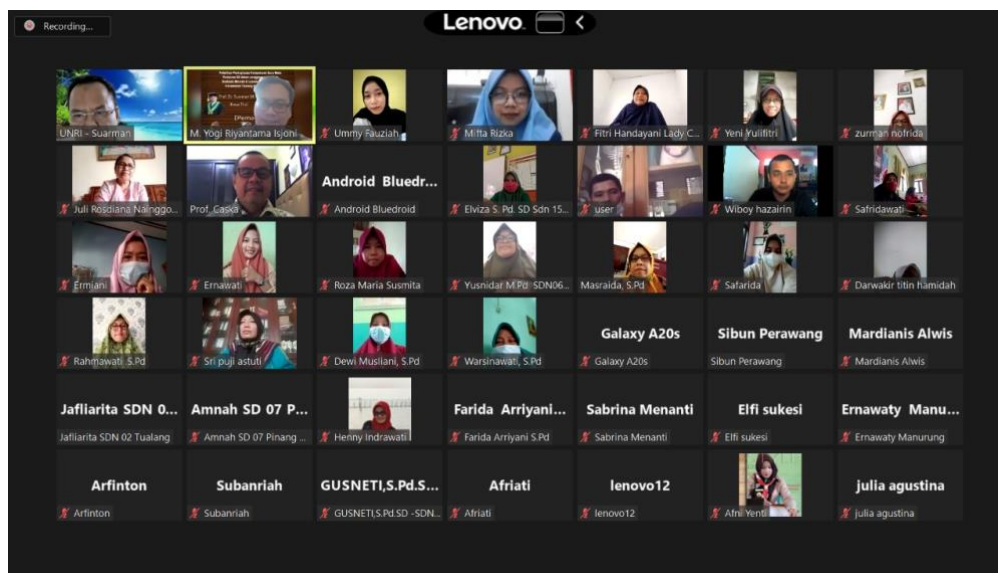 Recording...
Lenovo
UNRI - Suarman
M. Yogi Riyantama Isjoni
Ummy Fauziah
Mifta Rizka
Fitri Handayani Lady C...
Yeni Yulifitri
zurman nofrida
Juli Rosdiana Nainggo...
Prof. Caska
Android Bluedr...
Android Bluedroid
Elviza S. Pd. SD Sdn 15...
user
Wiboy hazairin
Safridawati
Ermiani
Ernawati
Roza Maria Susmita
Yusnidar M.Pd. SDN06...
Masraida, S.Pd
Safarida
Darwakir titin hamidah
Rahmawati S.Pd
Sri puji astuti
Dewi Musliani, S.Pd
Warsinawati, S.Pd
Galaxy A20s
Galaxy A20s
Sibun Perawang
Sibun Perawang
Mardianis Alwis
Mardianis Alwis
Jafliarita SDN 0...
Jafliarita SDN 02 Tualang
Amnah SD 07 P...
Amnah SD 07 Pinang ...
Henny Indrawati
Farida Arriyani...
Farida Arriyani S.Pd
Sabrina Menanti
Sabrina Menanti
Elfi sukesi
Elfi sukesi
Ernawaty Manu...
Ernawaty Manurung
Arfinton
Arfinton
Subanriah
Subanriah
GUSNETI,S.Pd.S...
GUSNETI,S.Pd.SD -SDN...
Afriati
Afriati
lenovo12
lenovo12
Afni Yenti
julia agustina
julia agustina